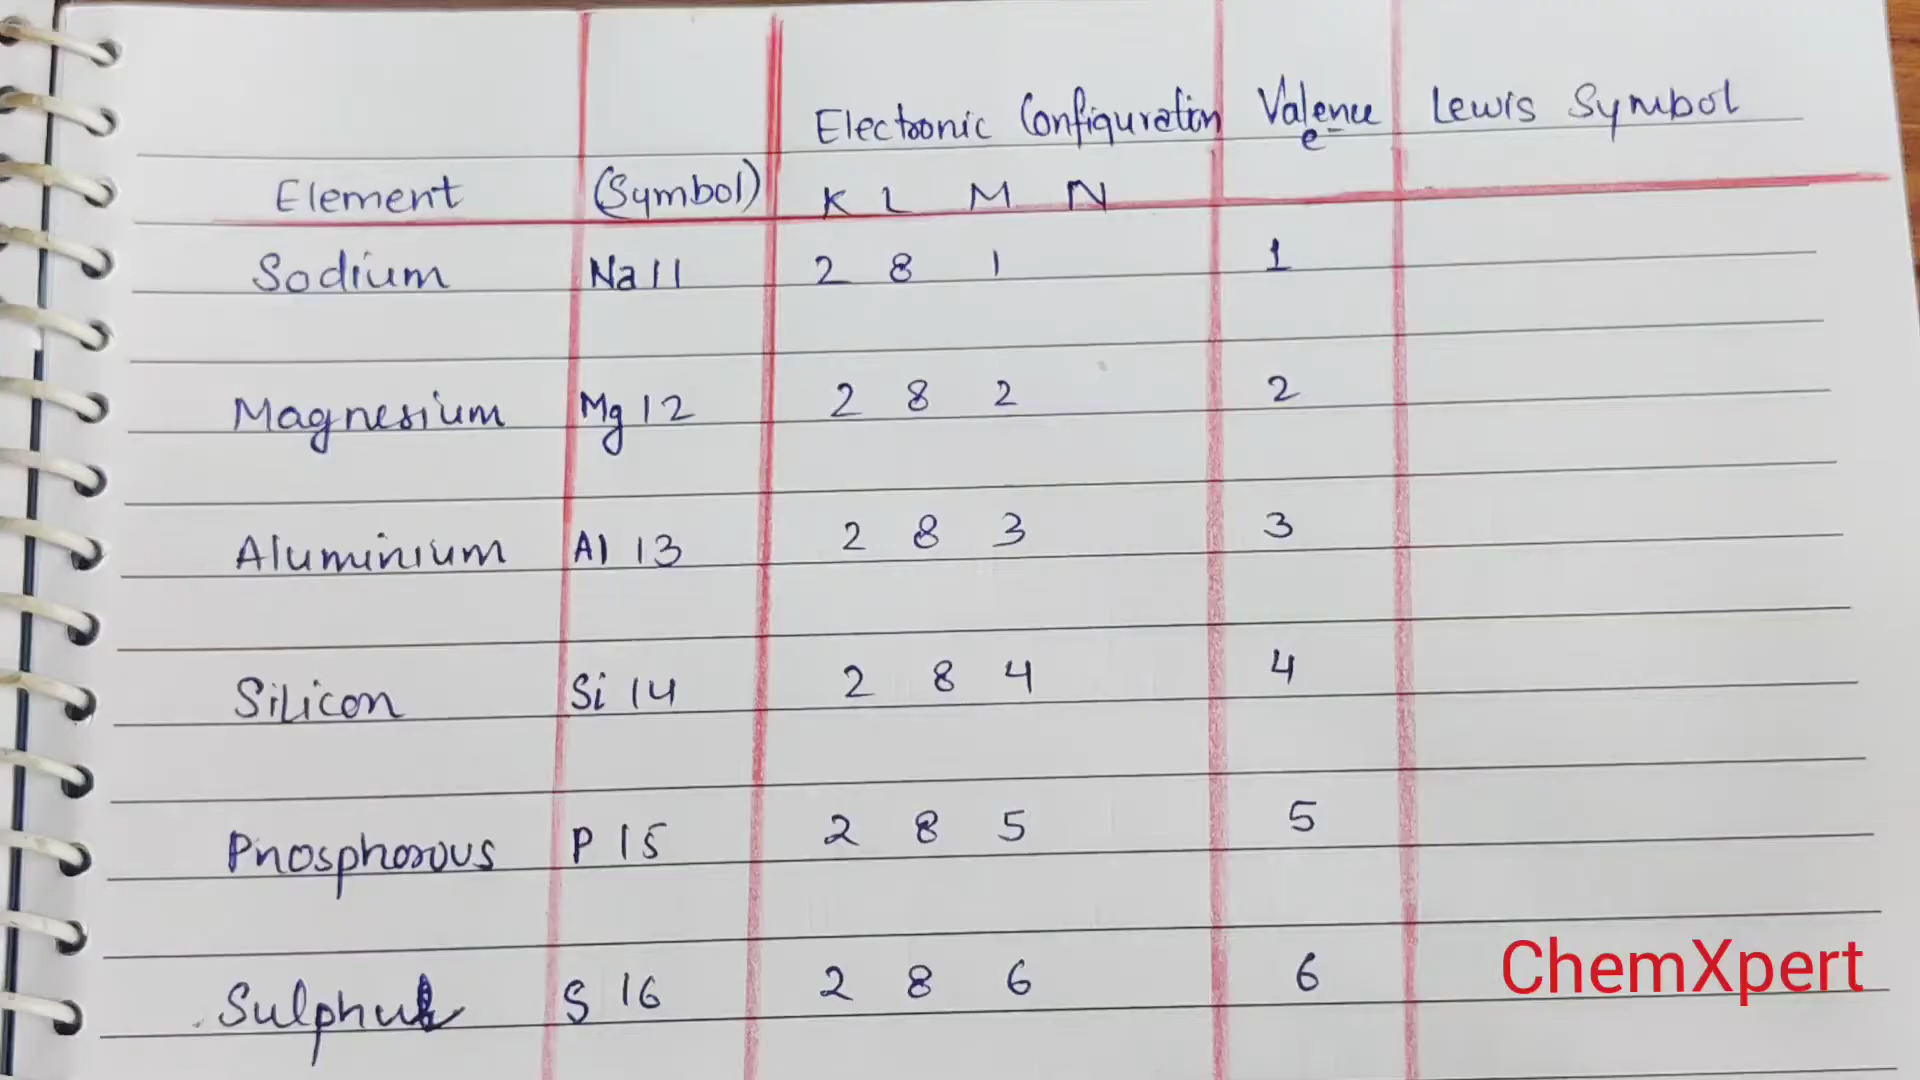 Electronic Configuration Valence Lewis Symbol
e-
Element (Symbol) K L M N
Sodium Na 11 2 8 1 1
Magnesium Mg 12 2 8 2 2
Aluminium Al 13 2 8 3 3
Silicon Si 14 2 8 4 4
Phosphorous P 15 2 8 5 5
Sulphur S 16 2 8 6 6
ChemXpert